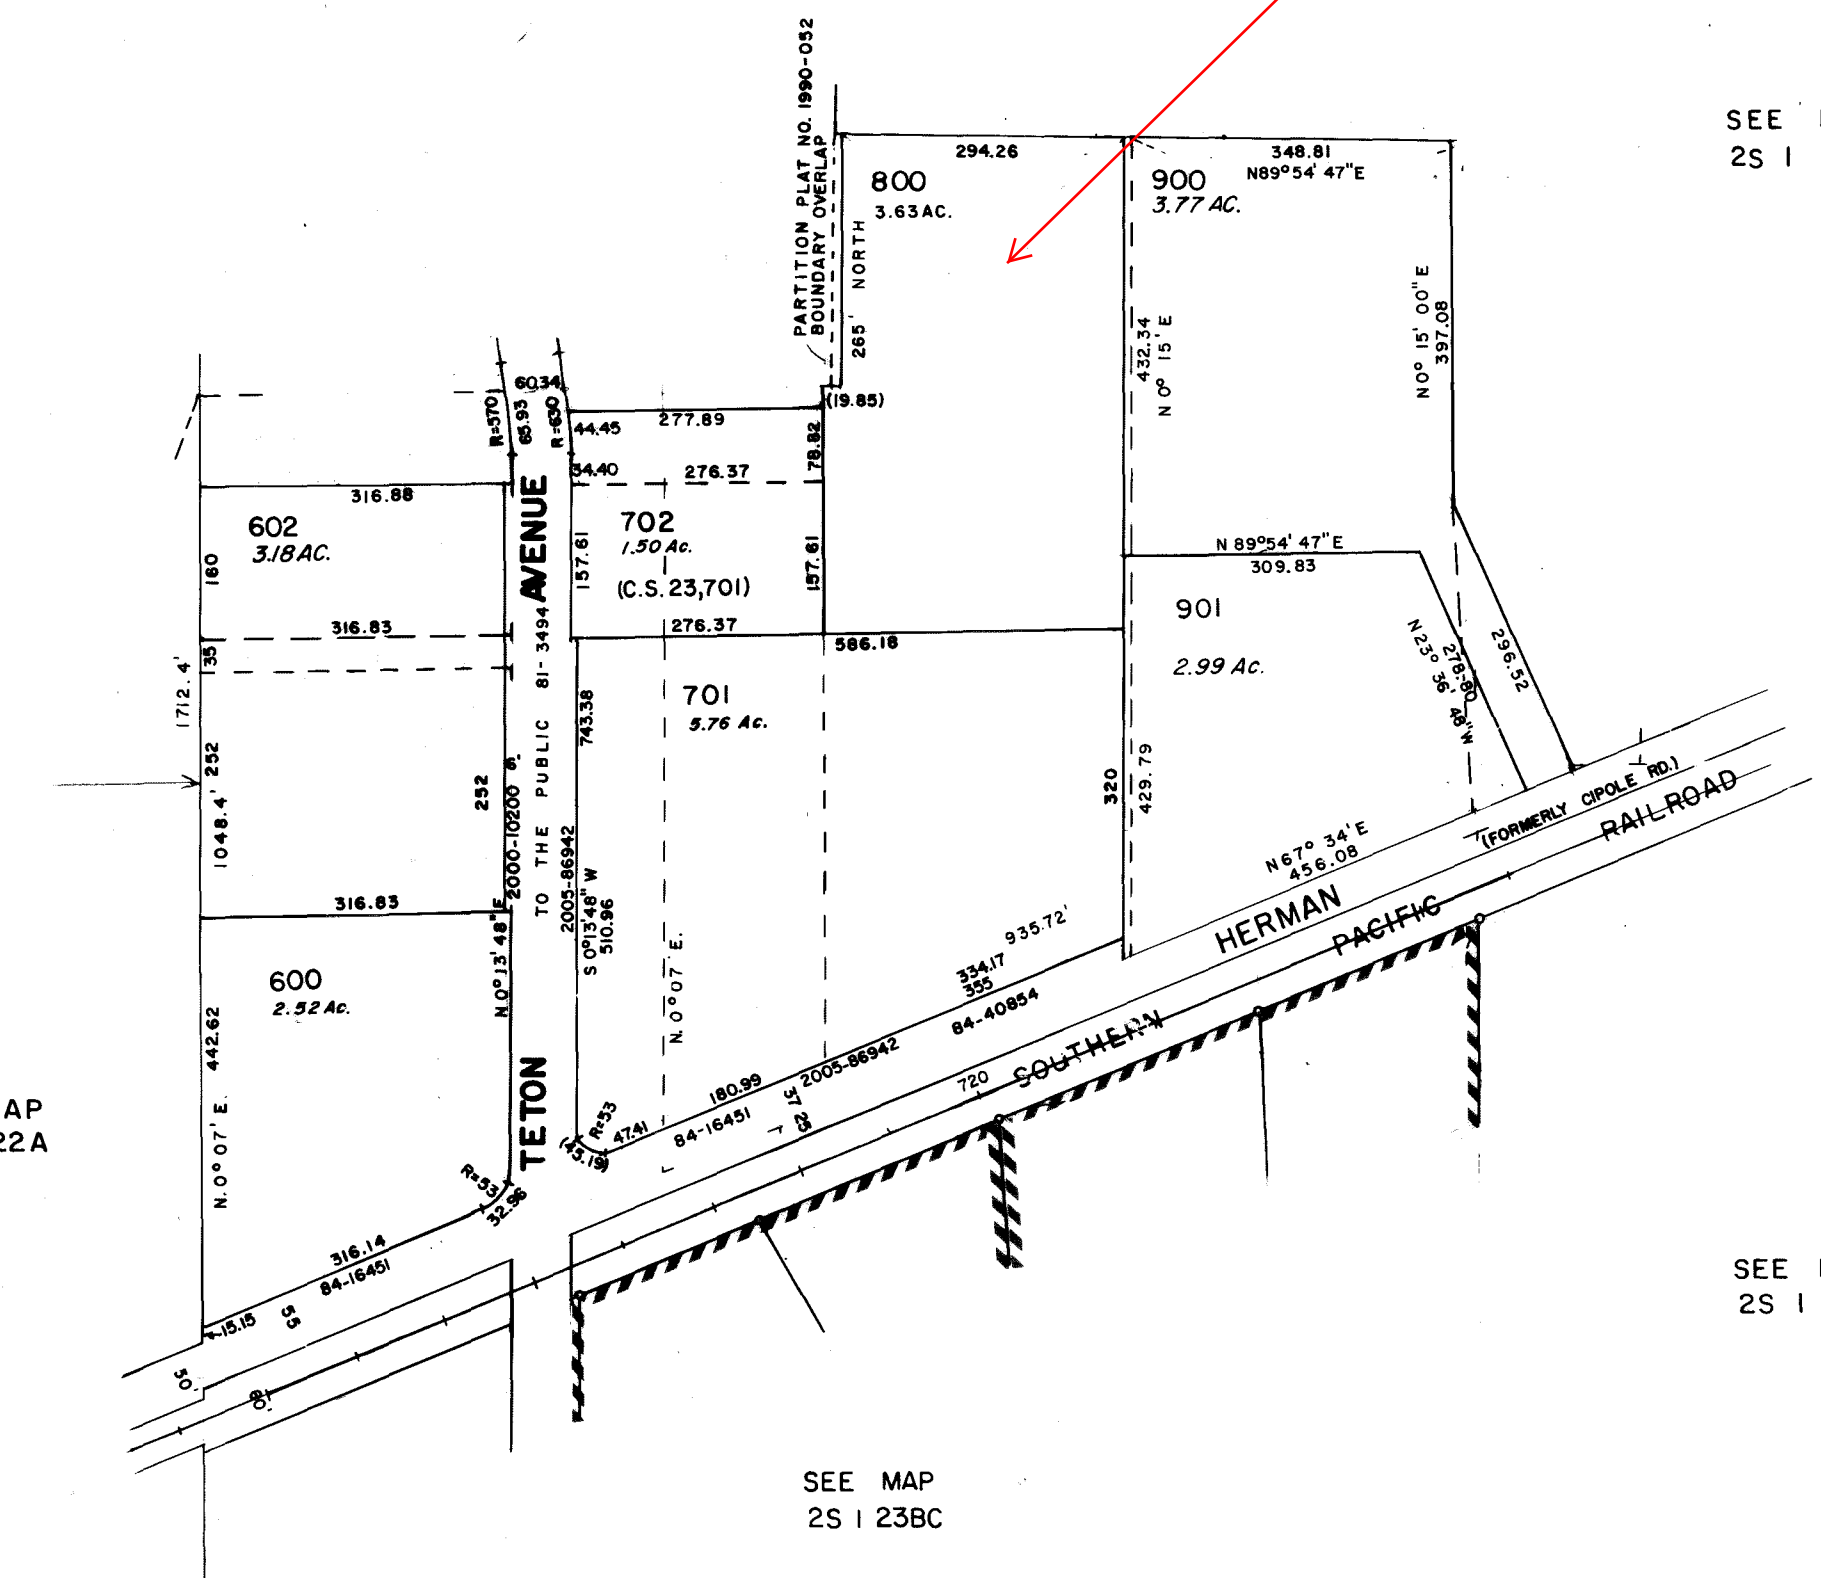 PARTITION PLAT NO. 1990-052
BOUNDARY OVERLAP
SEE
2S 1
294.26
348.81
N89°54'47"E
800
3.63AC.
900
3.77 AC.
265' NORTH
432.34
N 0° 15' E
N0° 15' 00"E
397.08
60.34
R=570
65.93
R=630
44.45
277.89
(19.85)
78.82
34.40
276.37
316.88
602
3.18AC.
160
AVENUE
702
1.50 Ac.
(C.S. 23,701)
157.61
157.61
N 89°54'47"E
309.83
316.83
276.37
586.18
901
2.99 Ac.
35
1712.4'
701
5.76 Ac.
743.38
296.52
278.80
N 23° 36' 48"W
TO THE PUBLIC 81-3494
252
1048.4'
252
2000-10200
2005-86942
S 0°13'48" W
510.96
320
429.79
316.83
N.0°13'48"E
600
2.52 Ac.
442.62
N.0°07'E.
N.0°07'E.
N67° 34'E
456.08
(FORMERLY CIPOLE RD.)
HERMAN
SOUTHERN PACIFIC RAILROAD
935.72'
334.17
355
84-40854
2005-86942
720
180.99
84-16451
37
25
47.41
R=53
(45.19)
TETON
R=53
32.96
316.14
84-16451
15.15
55
50'
60'
AP
22A
SEE
2S 1
SEE MAP
2S 1 23BC